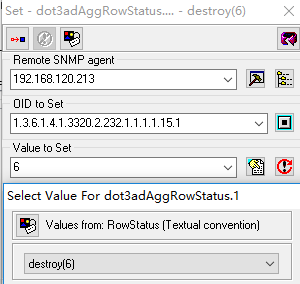 Set - dot3adAggRowStatus.... - destroy(6)
Remote SNMP agent
192.168.120.213
OID to Set
1.3.6.1.4.1.3320.2.232.1.1.1.1.15.1
Value to Set
6
Select Value For dot3adAggRowStatus.1
Values from: RowStatus (Textual convention)
destroy(6)